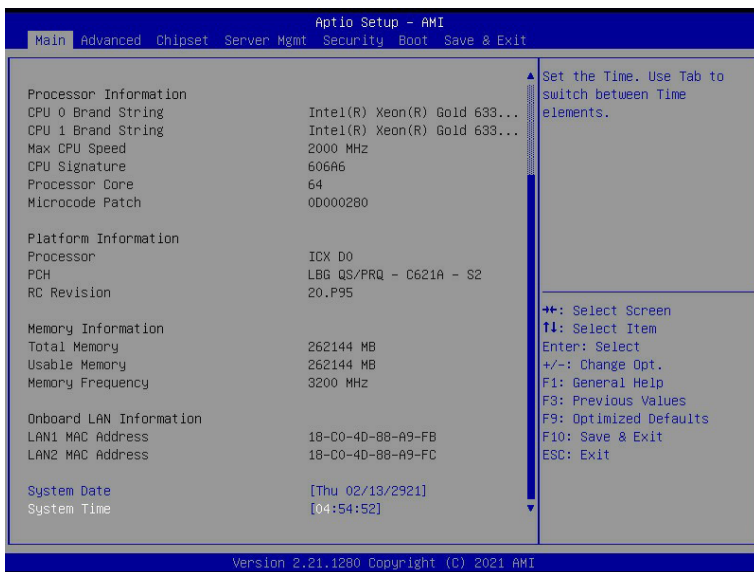 Aptio Setup - AMI
Main Advanced Chipset Server Mgmt Security Boot Save & Exit
Processor Information
CPU 0 Brand String Intel(R) Xeon(R) Gold 633...
CPU 1 Brand String Intel(R) Xeon(R) Gold 633...
Max CPU Speed 2000 MHz
CPU Signature 606A6
Processor Core 64
Microcode Patch 0D000280
Platform Information
Processor ICX D0
PCH LBG QS/PRQ - C621A - S2
RC Revision 20.P95
Memory Information
Total Memory 262144 MB
Usable Memory 262144 MB
Memory Frequency 3200 MHz
Onboard LAN Information
LAN1 MAC Address 18-C0-4D-88-A9-FB
LAN2 MAC Address 18-C0-4D-88-A9-FC
System Date [Thu 02/13/2921]
System Time [04:54:52]
Set the Time. Use Tab to
switch between Time
elements.
→←: Select Screen
↑↓: Select Item
Enter: Select
+/-: Change Opt.
F1: General Help
F3: Previous Values
F9: Optimized Defaults
F10: Save & Exit
ESC: Exit
Version 2.21.1280 Copyright (C) 2021 AMI